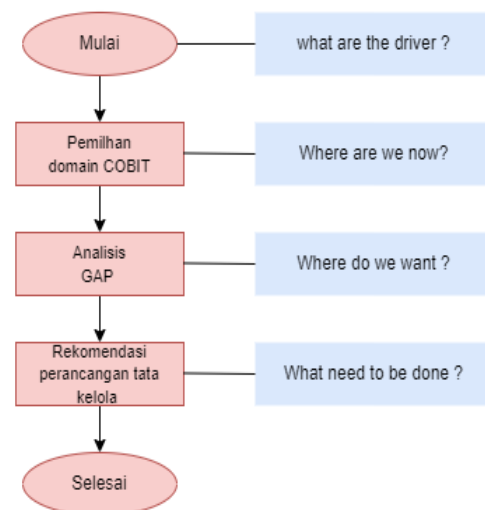 Mulai
what are the driver ?
Pemilhan
domain COBIT
Where are we now?
Analisis
GAP
Where do we want ?
Rekomendasi
perancangan tata
kelola
What need to be done ?
Selesai